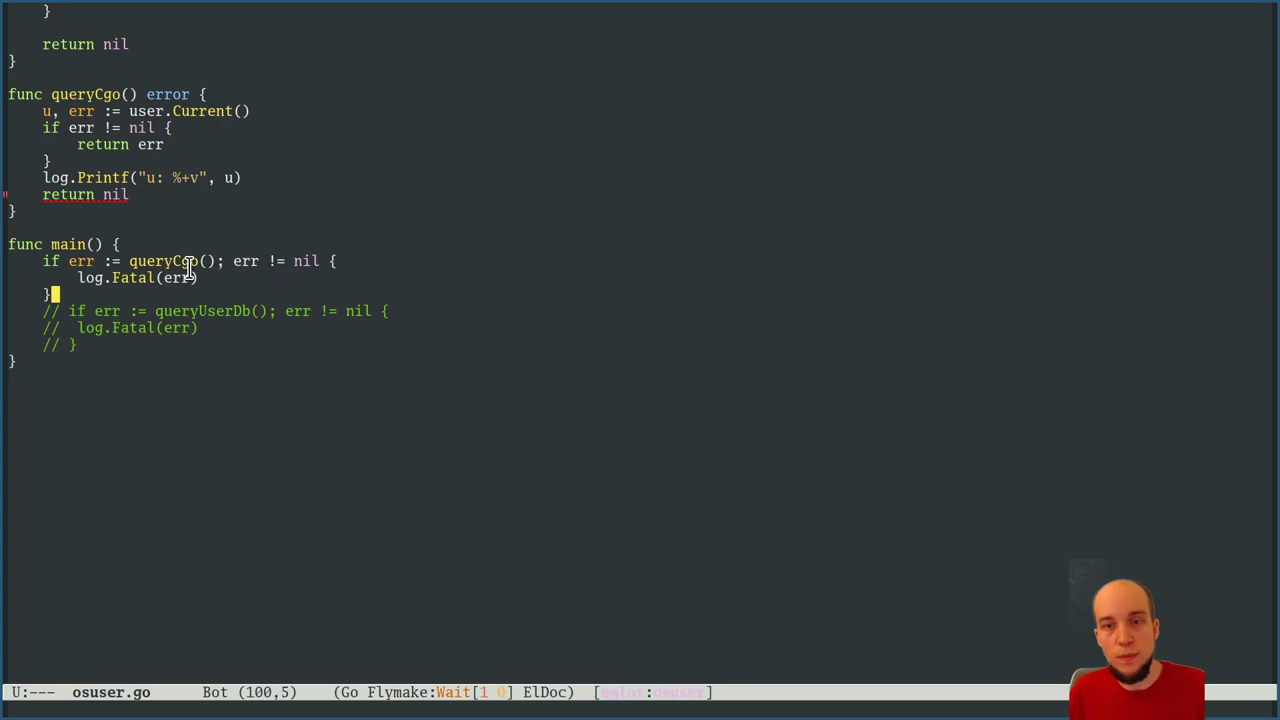 }

    return nil
}

func queryCgo() error {
    u, err := user.Current()
    if err != nil {
        return err
    }
    log.Printf("u: %+v", u)
    return nil
}

func main() {
    if err := queryCgo(); err != nil {
        log.Fatal(err)
    }
    // if err := queryUserDb(); err != nil {
    //  log.Fatal(err)
    // }
}
U:---  osuser.go      Bot (100,5)    (Go Flymake:Wait[1 0] ElDoc)  [eglot:osuser]